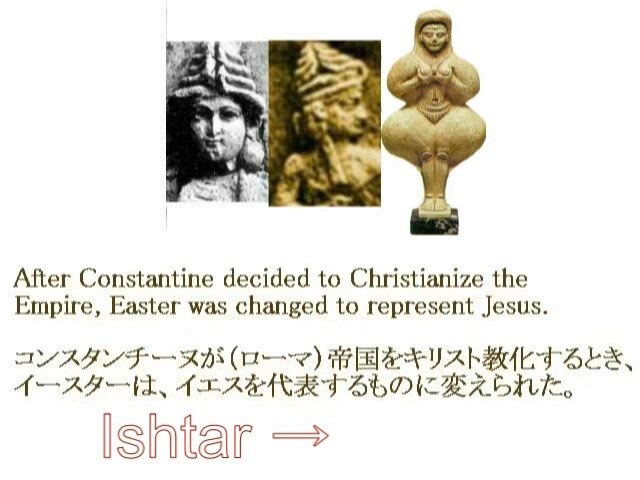 After Constantine decided to Christianize the
Empire, Easter was changed to represent Jesus.
コンスタンチーヌが（ローマ）帝国をキリスト教化するとき、
イースターは、イエスを代表するものに変えられた。
Ishtar →